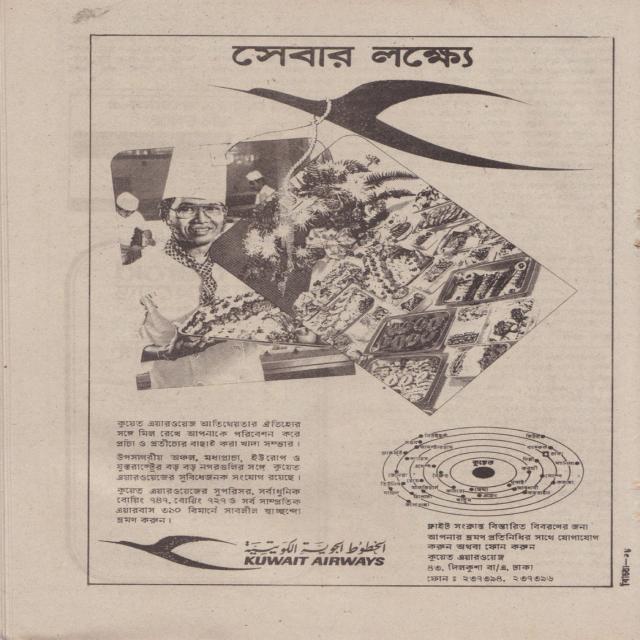 সেবার লক্ষ্যে
কুয়েত এয়ারওয়েজ আতিথেয়তার ঐতিহ্যের
সঙ্গে মিল রেখে আপনাকে পরিবেশন করে
প্রাচ্য ও প্রতীচ্যের বাছাই করা খাদ্য সম্ভার ।
উপসাগরীয় অঞ্চল, মধ্যপ্রাচ্য, ইউরোপ ও
যুক্তরাষ্ট্রের বড় বড় নগরগুলির সঙ্গে কুয়েত
এয়ারওয়েজের সুবিধেজনক সংযোগ রয়েছে ।
কুয়েত এয়ারওয়েজের সুপরিসর, সর্বাধুনিক
বোয়িং ৭৪৭, বোয়িং ৭২৭ ও সর্ব সাম্প্রতিক
এয়ারবাস ৩১০ বিমানে সাবলীল স্বাচ্ছন্দ্যে
ভ্রমণ করুন ।
الخطوط الجوية الكويتية
KUWAIT AIRWAYS
কুয়েত
ফ্লাইট সংক্রান্ত বিস্তারিত বিবরণের জন্য
আপনার ভ্রমণ প্রতিনিধির সাথে যোগাযোগ
করুন অথবা ফোন করুন
কুয়েত এয়ারওয়েজ
৪৩, দিলকুশা বা/এ, ঢাকা
ফোন : ২৩৭৩৯৪, ২৩৭৩৯৬